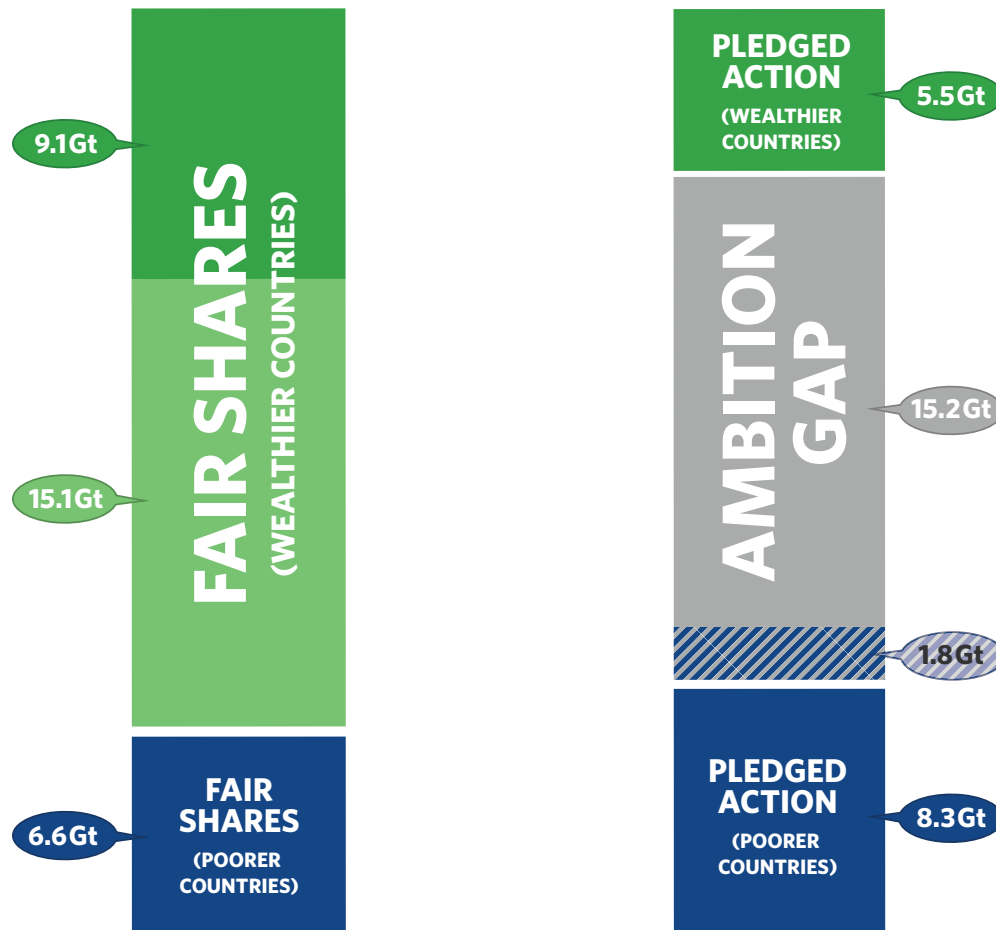 9.1Gt
15.1Gt
FAIR SHARES
(WEALTHIER COUNTRIES)
6.6Gt
FAIR
SHARES
(POORER
COUNTRIES)
PLEDGED
ACTION
(WEALTHIER
COUNTRIES)
5.5Gt
AMBITION
GAP
15.2Gt
1.8Gt
PLEDGED
ACTION
(POORER
COUNTRIES)
8.3Gt